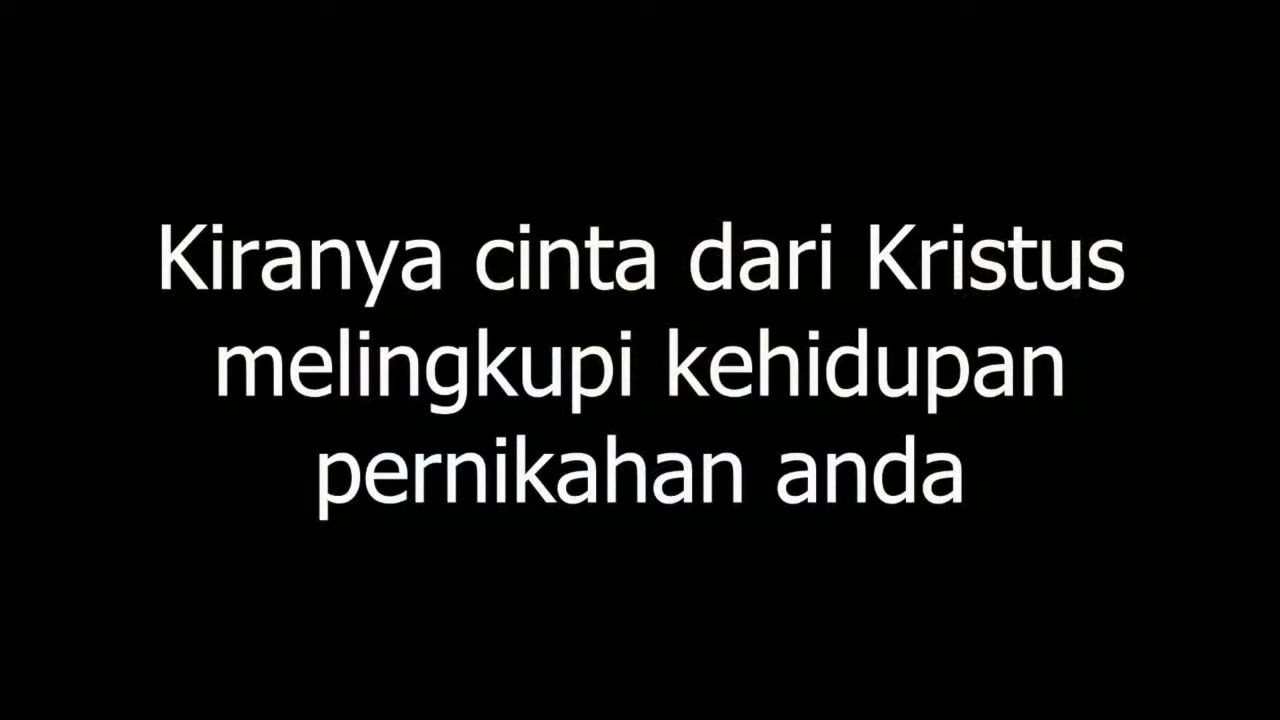 Kiranya cinta dari Kristus
melingkupi kehidupan
pernikahan anda